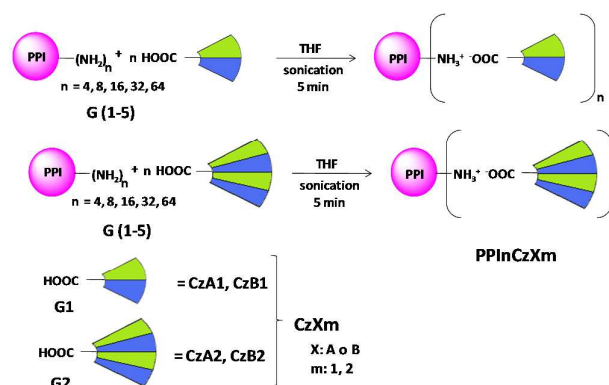 PPI (NH₂)n + n HOOC THF PPI NH₃⁺ ⁻OOC n
sonication
5 min
n = 4, 8, 16, 32, 64
G (1-5)
PPI (NH₂)n + n HOOC THF PPI NH₃⁺ ⁻OOC
sonication
5 min
n = 4, 8, 16, 32, 64
G (1-5)
PPInCzXm
HOOC = CzA1, CzB1
G1
CzXm
HOOC = CzA2, CzB2
X: A o B
m: 1, 2
G2